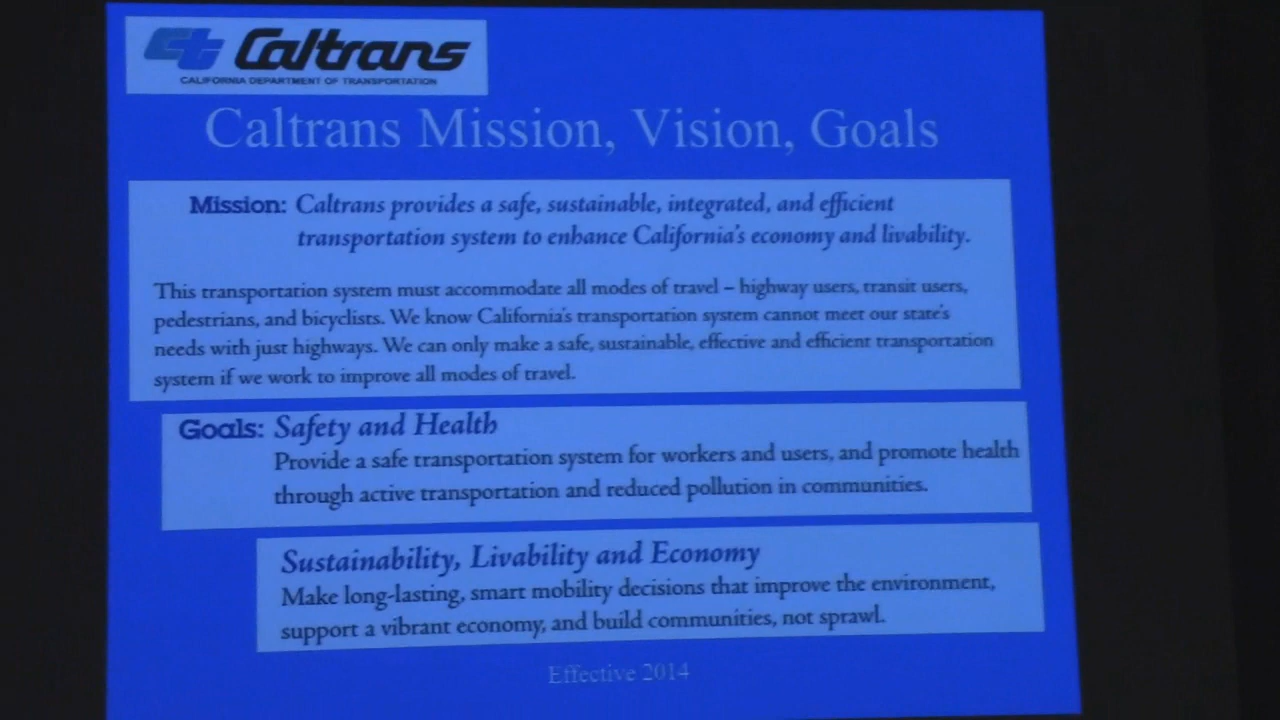 ct Caltrans
CALIFORNIA DEPARTMENT OF TRANSPORTATION
Caltrans Mission, Vision, Goals
Mission: Caltrans provides a safe, sustainable, integrated, and efficient
transportation system to enhance California's economy and livability.
This transportation system must accommodate all modes of travel – highway users, transit users,
pedestrians, and bicyclists. We know California's transportation system cannot meet our state's
needs with just highways. We can only make a safe, sustainable, effective and efficient transportation
system if we work to improve all modes of travel.
Goals: Safety and Health
Provide a safe transportation system for workers and users, and promote health
through active transportation and reduced pollution in communities.
Sustainability, Livability and Economy
Make long-lasting, smart mobility decisions that improve the environment,
support a vibrant economy, and build communities, not sprawl.
Effective 2014